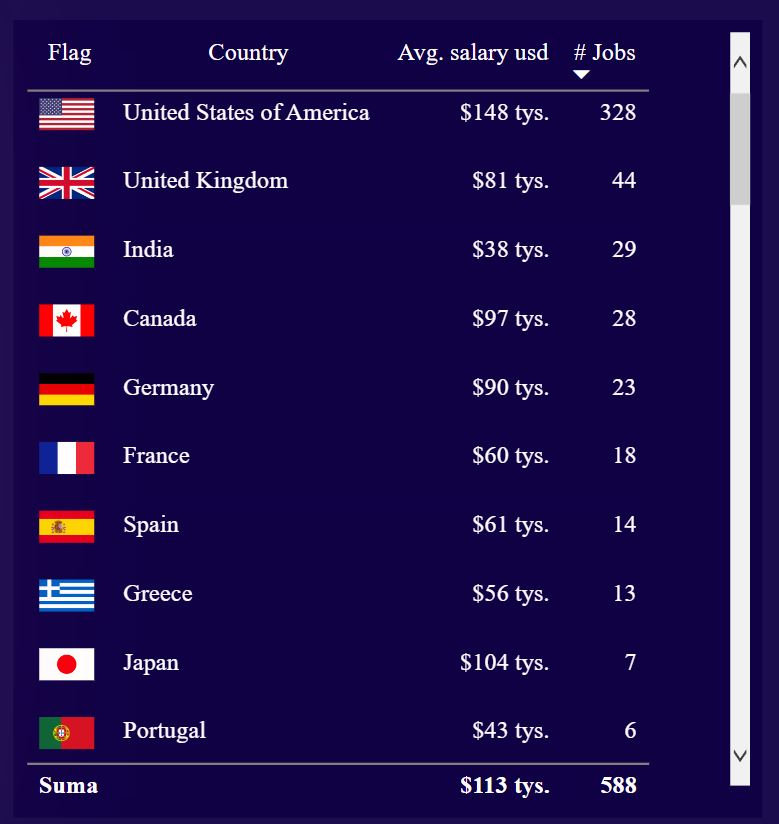 Flag Country Avg. salary usd # Jobs
United States of America $148 tys. 328
United Kingdom $81 tys. 44
India $38 tys. 29
Canada $97 tys. 28
Germany $90 tys. 23
France $60 tys. 18
Spain $61 tys. 14
Greece $56 tys. 13
Japan $104 tys. 7
Portugal $43 tys. 6
Suma $113 tys. 588